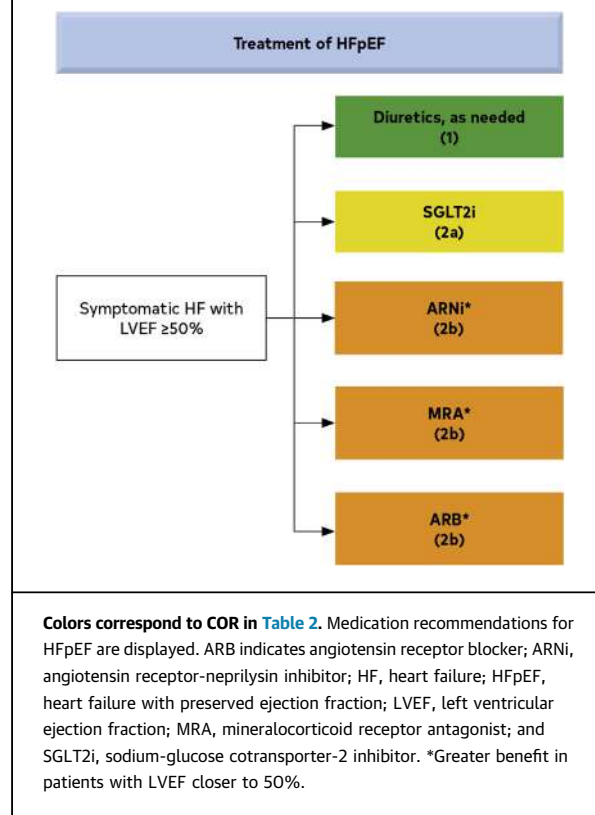 Treatment of HFpEF
Diuretics, as needed
(1)
SGLT2i
(2a)
Symptomatic HF with
LVEF ≥50%
ARNi*
(2b)
MRA*
(2b)
ARB*
(2b)
Colors correspond to COR in Table 2. Medication recommendations for
HFpEF are displayed. ARB indicates angiotensin receptor blocker; ARNi,
angiotensin receptor-neprilysin inhibitor; HF, heart failure; HFpEF,
heart failure with preserved ejection fraction; LVEF, left ventricular
ejection fraction; MRA, mineralocorticoid receptor antagonist; and
SGLT2i, sodium-glucose cotransporter-2 inhibitor. *Greater benefit in
patients with LVEF closer to 50%.